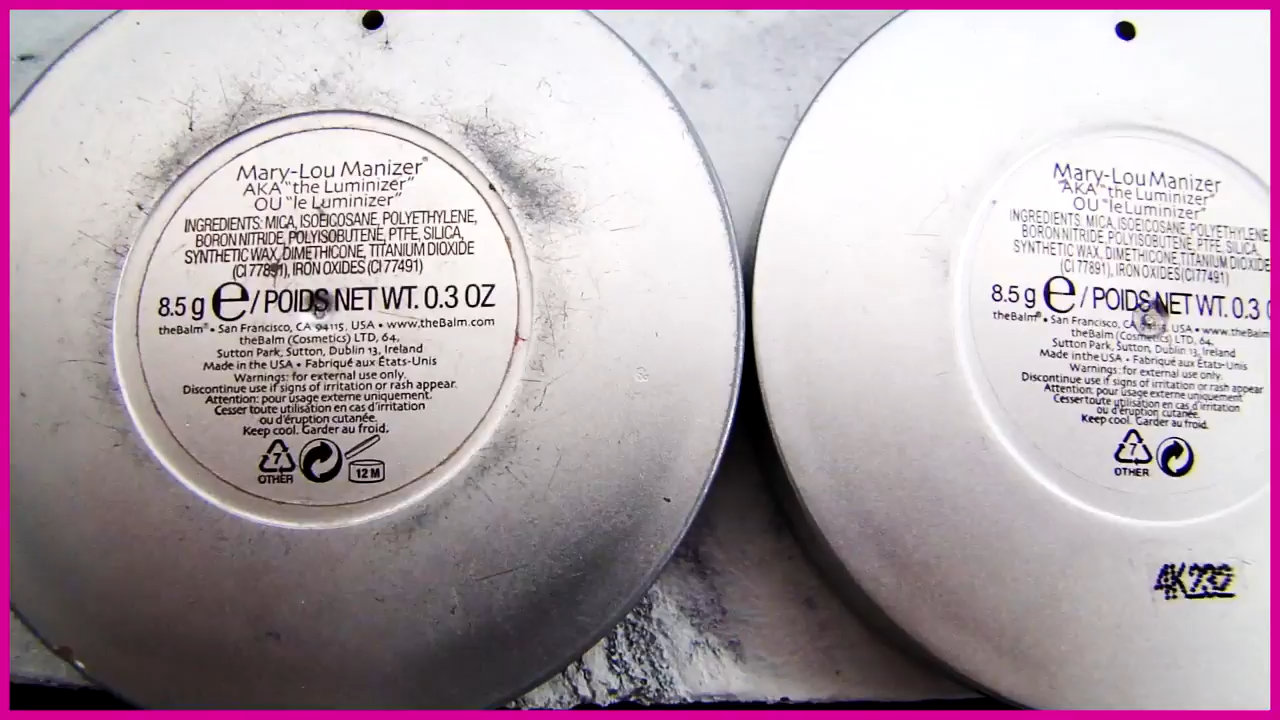 Mary-Lou Manizer®
AKA "the Luminizer"
OU "le Luminizer"
INGREDIENTS: MICA, ISOEICOSANE, POLYETHYLENE,
BORON NITRIDE, POLYISOBUTENE, PTFE, SILICA,
SYNTHETIC WAX, DIMETHICONE, TITANIUM DIOXIDE
(CI 77891), IRON OXIDES (CI 77491)
8.5 g e / POIDS NET WT. 0.3 OZ
theBalm® • San Francisco, CA 94115, USA • www.theBalm.com
theBalm (Cosmetics) LTD, 64,
Sutton Park, Sutton, Dublin 13, Ireland
Made in the USA • Fabriqué aux États-Unis
Warnings: for external use only.
Discontinue use if signs of irritation or rash appear.
Attention: pour usage externe uniquement.
Cesser toute utilisation en cas d'irritation
ou d'éruption cutanée.
Keep cool. Garder au froid.
7
OTHER
12 M
Mary-Lou Manizer
"AKA "the Luminizer"
OU "le Luminizer"
INGREDIENTS: MICA, ISOEICOSANE, POLYETHYLENE,
BORON NITRIDE, POLYISOBUTENE, PTFE, SILICA,
SYNTHETIC WAX, DIMETHICONE, TITANIUM DIOXIDE
(CI 77891), IRON OXIDES (CI 77491)
8.5 g e / POIDS NET WT. 0.3
theBalm® • San Francisco, CA 94115, USA • www.theBalm
theBalm (Cosmetics) LTD, 64,
Sutton Park, Sutton, Dublin 13, Ireland
Made in the USA • Fabriqué aux États-Unis
Warnings: for external use only.
Discontinue use if signs of irritation or rash appear
Attention: pour usage externe uniquement.
Cesser toute utilisation en cas d'irritation
ou d'éruption cutanée.
Keep cool. Garder au froid.
7
OTHER